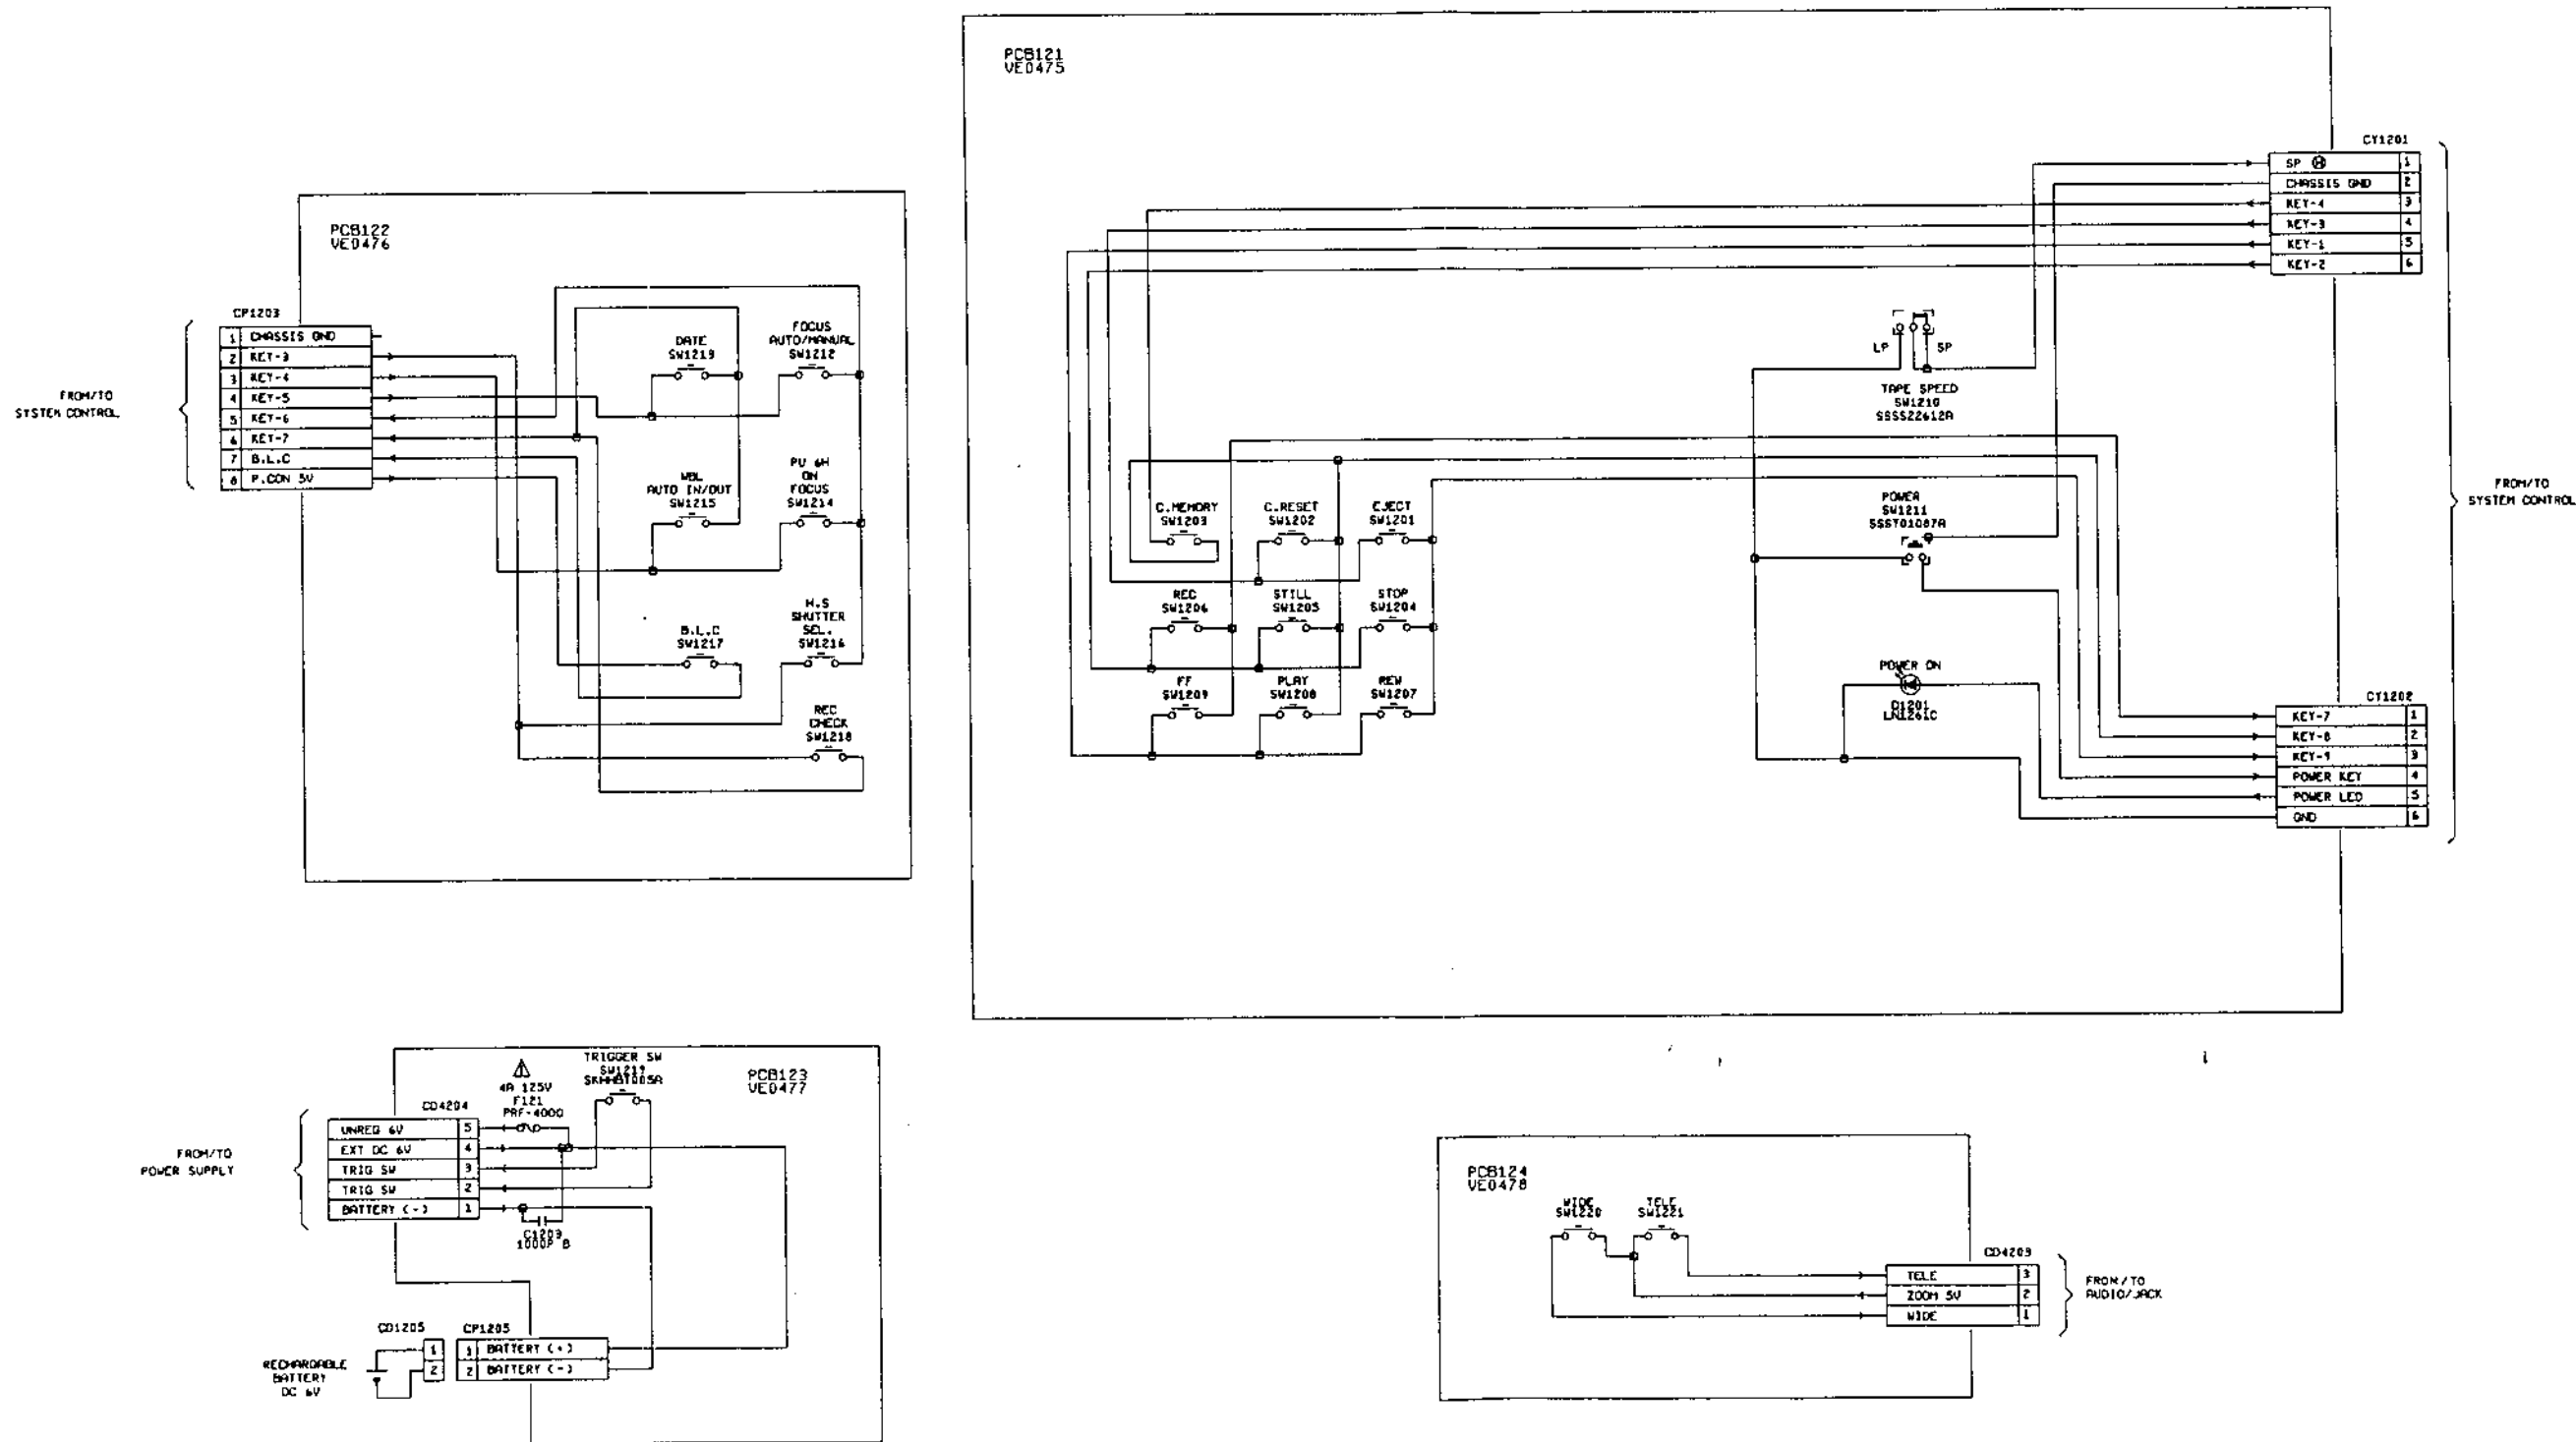 PCB121
VE0475
CY1201
SP H 1
CHASSIS GND 2
KEY-4 3
KEY-3 4
KEY-1 5
KEY-2 6
LP SP
TAPE SPEED
SW1210
SSSS22612A
POWER
SW1211
SSST01087A
C.MEMORY
SW1203
C.RESET
SW1202
EJECT
SW1201
REC
SW1206
STILL
SW1205
STOP
SW1204
FF
SW1209
PLAY
SW1208
REW
SW1207
POWER ON
D1201
LN1261C
CY1202
KEY-7 1
KEY-8 2
KEY-9 3
POWER KEY 4
POWER LED 5
GND 6
FROM/TO
SYSTEM CONTROL
PCB122
VE0476
CP1203
1 CHASSIS GND
2 KEY-3
3 KEY-4
4 KEY-5
5 KEY-6
6 KEY-7
7 B.L.C
8 P.CON 5V
FROM/TO
SYSTEM CONTROL
DATE
SW1213
FOCUS
AUTO/MANUAL
SW1212
WBL
AUTO IN/OUT
SW1215
ON
FOCUS
SW1214
B.L.C
SW1217
H.S
SHUTTER
SEL.
SW1216
REC
CHECK
SW1218
PCB123
VE0477
TRIGGER SW
SW1219
4A 125V
F121
PRF-4000
CD4204
UNREG 6V 5
EXT DC 6V 4
TRIG SW 3
TRIG SW 2
BATTERY (-) 1
FROM/TO
POWER SUPPLY
C1203
1000P B
CD1205
1
2
CP1205
1 BATTERY (+)
2 BATTERY (-)
RECHARGABLE
BATTERY
DC 6V
PCB124
VE0478
WIDE
SW1220
TELE
SW1221
CD4203
TELE 3
ZOOM 5V 2
WIDE 1
FROM/TO
AUDIO/JACK